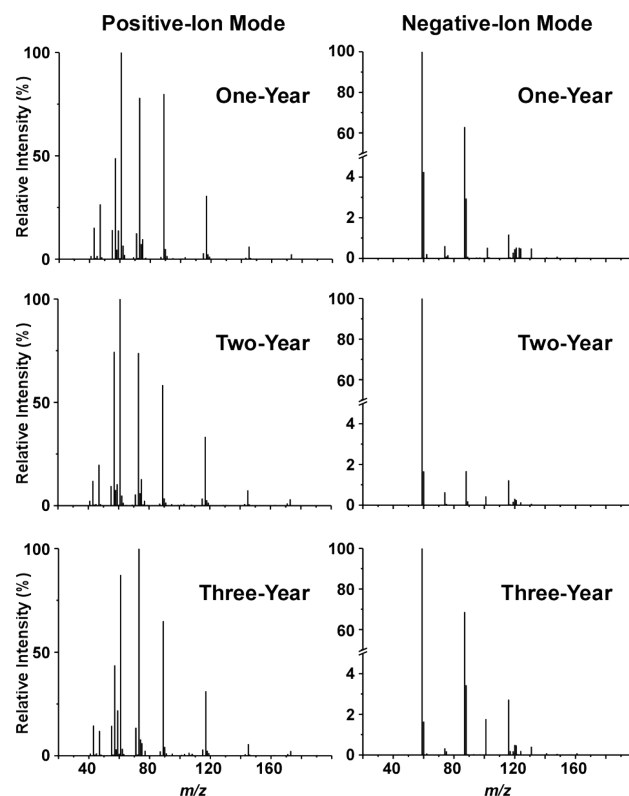 Positive-Ion Mode
Negative-Ion Mode
Relative Intensity (%)
100
50
0
One-Year
100
80
60
4
2
0
One-Year
Relative Intensity (%)
100
50
0
Two-Year
100
80
60
4
2
0
Two-Year
Relative Intensity (%)
100
50
0
Three-Year
100
80
60
4
2
0
Three-Year
40 80 120 160
m/z
40 80 120 160
m/z